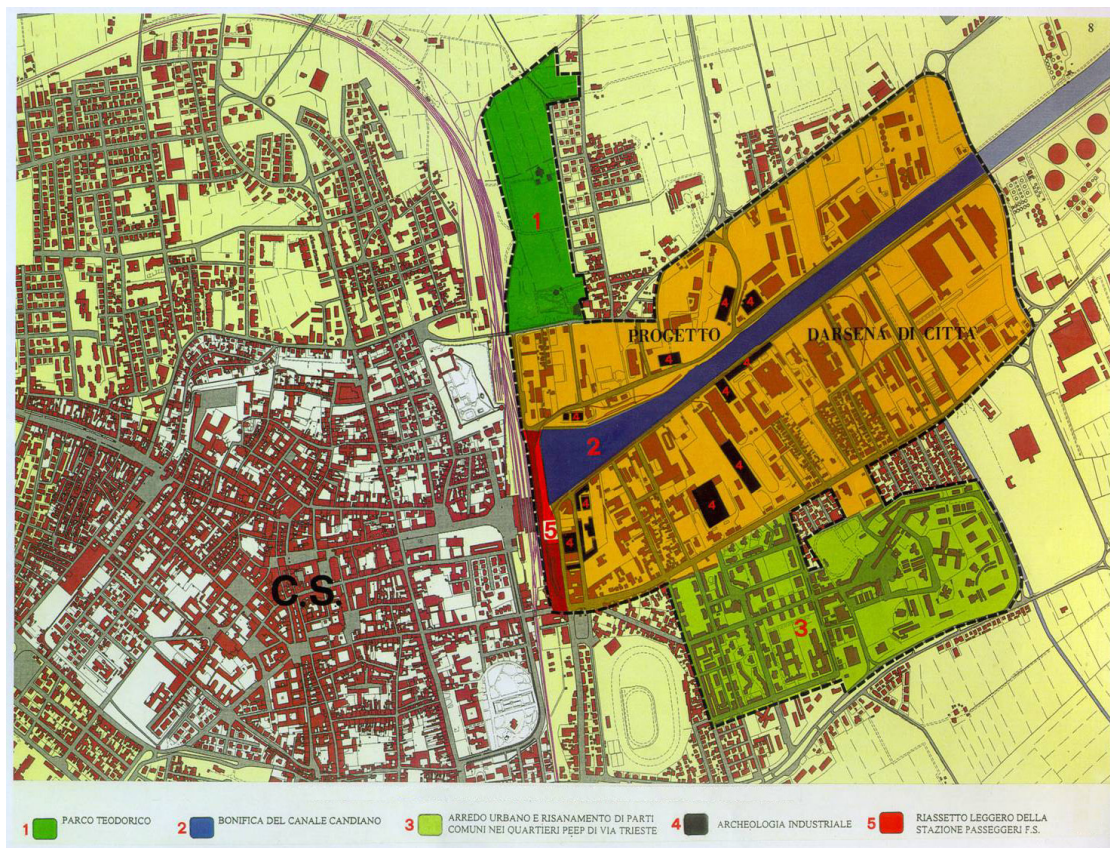 8
1
PROGETTO DARSENA DI CITTA'
4
4
4
4
4
4
2
4
4
5
4
C.S.
3
1 PARCO TEODORICO
2 BONIFICA DEL CANALE CANDIANO
3 ARREDO URBANO E RISANAMENTO DI PARTI
COMUNI NEI QUARTIERI PEEP DI VIA TRIESTE
4 ARCHEOLOGIA INDUSTRIALE
5 RIASSETTO LEGGERO DELLA
STAZIONE PASSEGGERI F.S.